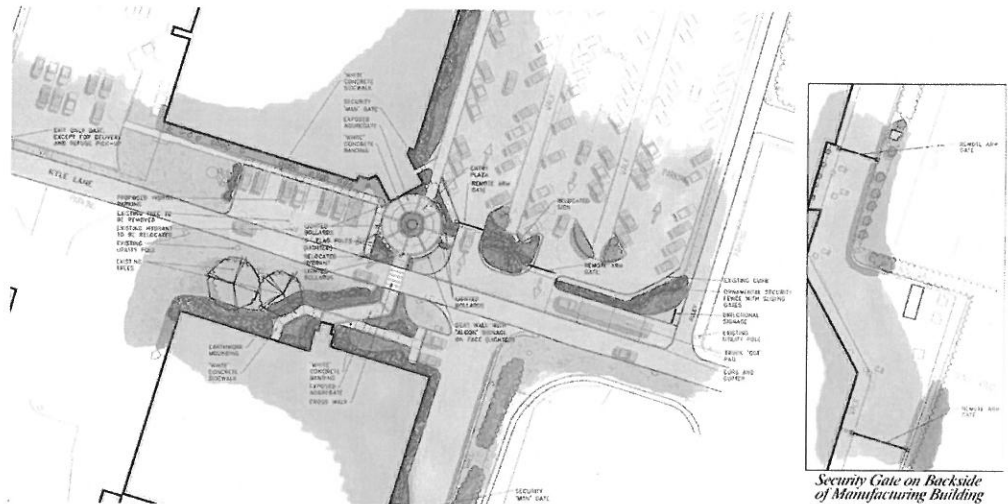 "WHITE"
CONCRETE
SIDEWALK
SECURITY
"MAN" GATE
EXPOSED
AGGREGATE
"WHITE"
CONCRETE
BANDING
ENTRY
PLAZA
REMOTE ARM
GATE
RELOCATED
SIGN
EXIT ONLY GATE,
EXCEPT FOR DELIVERY
AND REFUSE PICK-UP
KYLE LANE
PROPOSED
PARKING
EXISTING TREE TO
BE REMOVED
EXISTING HYDRANT
TO BE RELOCATED
EXISTING
UTILITY POLE
EXISTING
TREES
LIGHTED
BOLLARDS
FLAG POLES
(LIGHTED)
RELOCATED
HYDRANT
LIGHTED
BOLLARDS
REMOTE ARM
GATE
LIGHTED
BOLLARDS
SEAT WALL WITH
SIGNAGE
ON FACE
EXISTING
ORNAMENTAL SECURITY
FENCE WITH SLIDING
GATES
DIRECTIONAL
SIGNAGE
EXISTING
UTILITY POLE
TRUCK
PAD
CURB AND
GUTTER
EARTHWORK
MOUNDING
"WHITE"
CONCRETE
SIDEWALK
"WHITE"
CONCRETE
BANDING
EXPOSED
AGGREGATE
CROSS WALK
SECURITY
"MAN" GATE
REMOTE ARM
GATE
REMOTE ARM
GATE
Security Gate on Backside
of Manufacturing Building